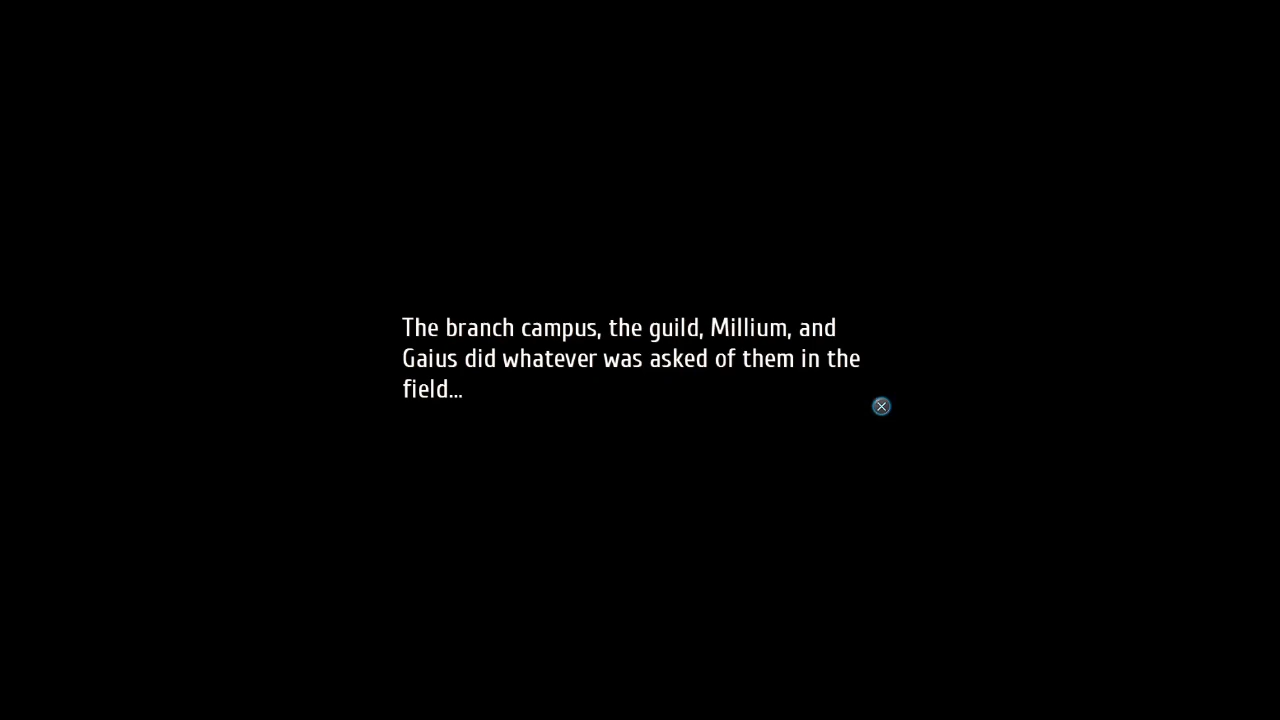 The branch campus, the guild, Millium, and
Gaius did whatever was asked of them in the
field...